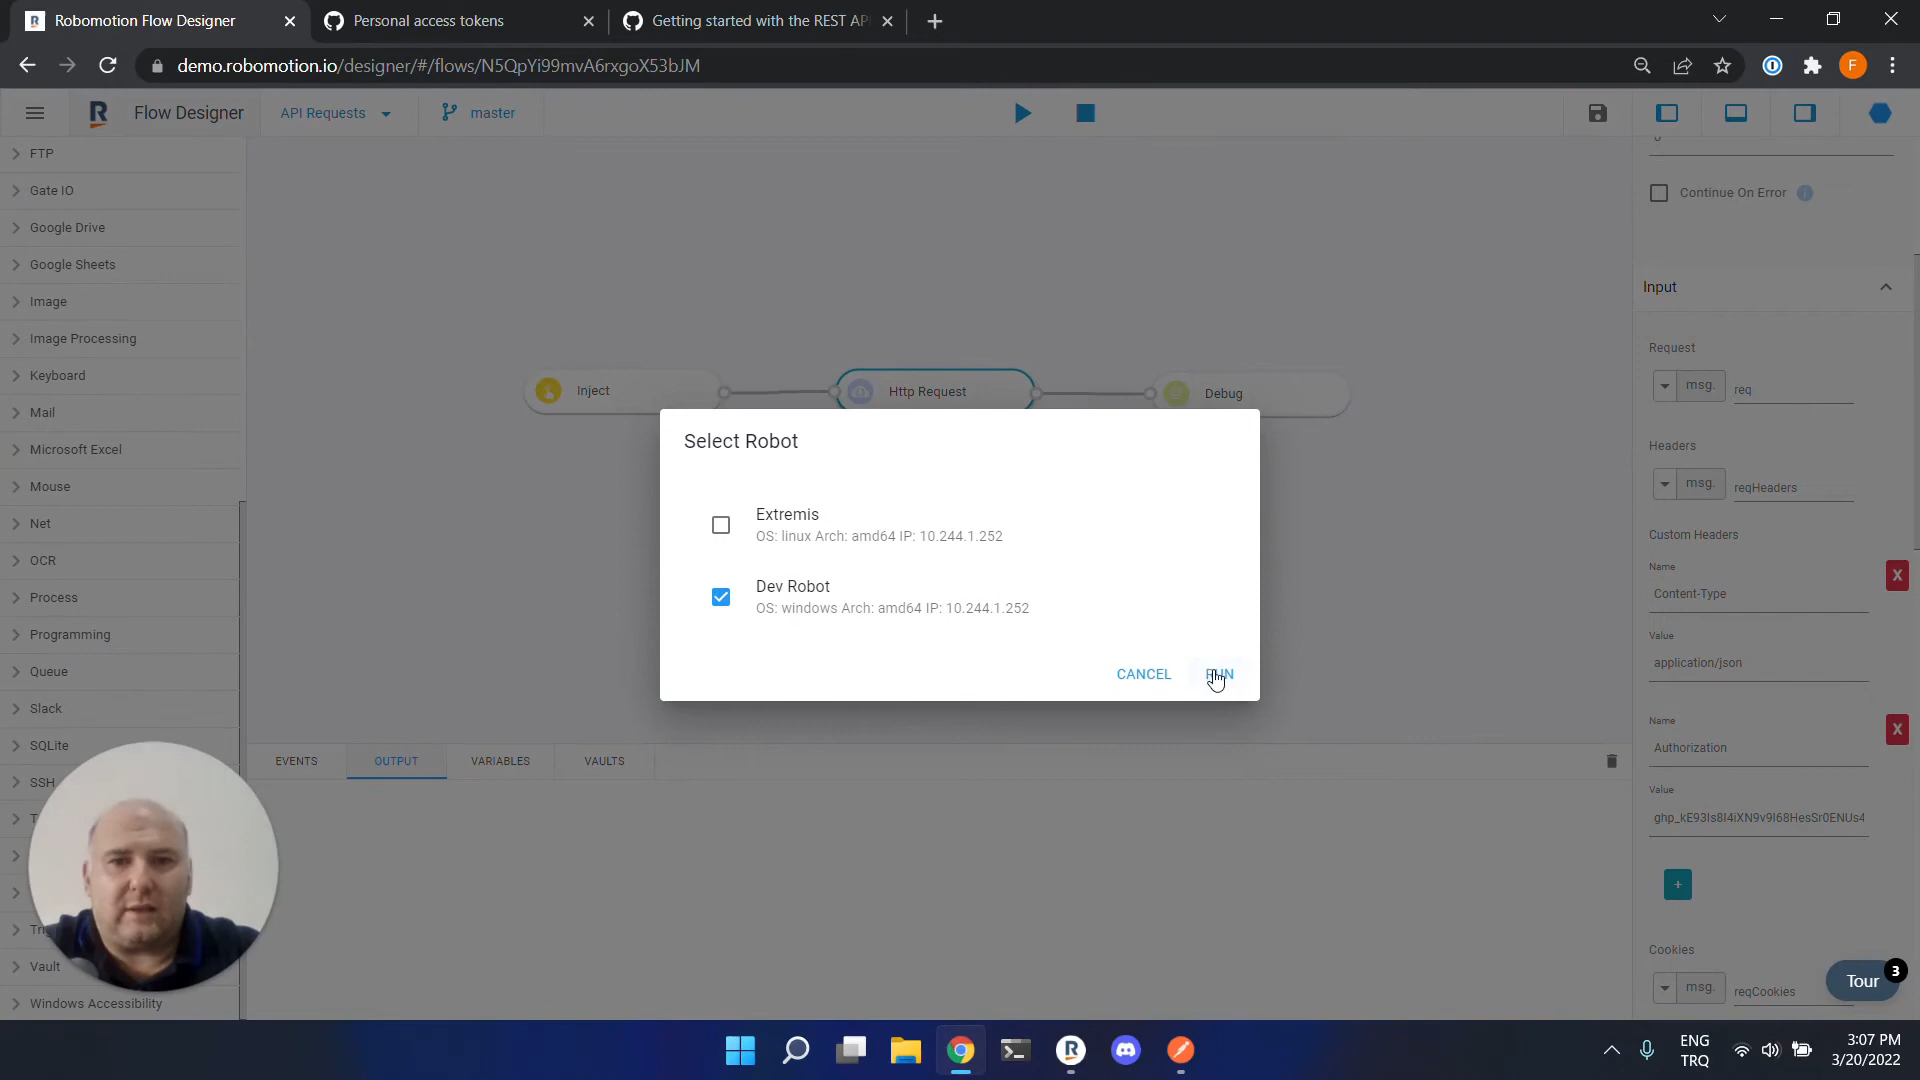 Robomotion Flow Designer
Personal access tokens
Getting started with the REST AP
demo.robomotion.io/designer/#/flows/N5QpYi99mvA6rxgoX53bJM
F
Flow Designer
API Requests
master
FTP
Gate IO
Google Drive
Google Sheets
Image
Image Processing
Keyboard
Mail
Microsoft Excel
Mouse
Net
OCR
Process
Programming
Queue
Slack
SQLite
SSH
Vault
Windows Accessibility
Inject
Http Request
Debug
Select Robot
Extremis
OS: linux Arch: amd64 IP: 10.244.1.252
Dev Robot
OS: windows Arch: amd64 IP: 10.244.1.252
CANCEL
RUN
EVENTS
OUTPUT
VARIABLES
VAULTS
Continue On Error
Input
Request
msg.
req
Headers
msg.
reqHeaders
Custom Headers
Name
X
Content-Type
Value
application/json
Name
X
Authorization
Value
+
Cookies
msg.
reqCookies
Tour
3
ENG
TRQ
3:07 PM
3/20/2022